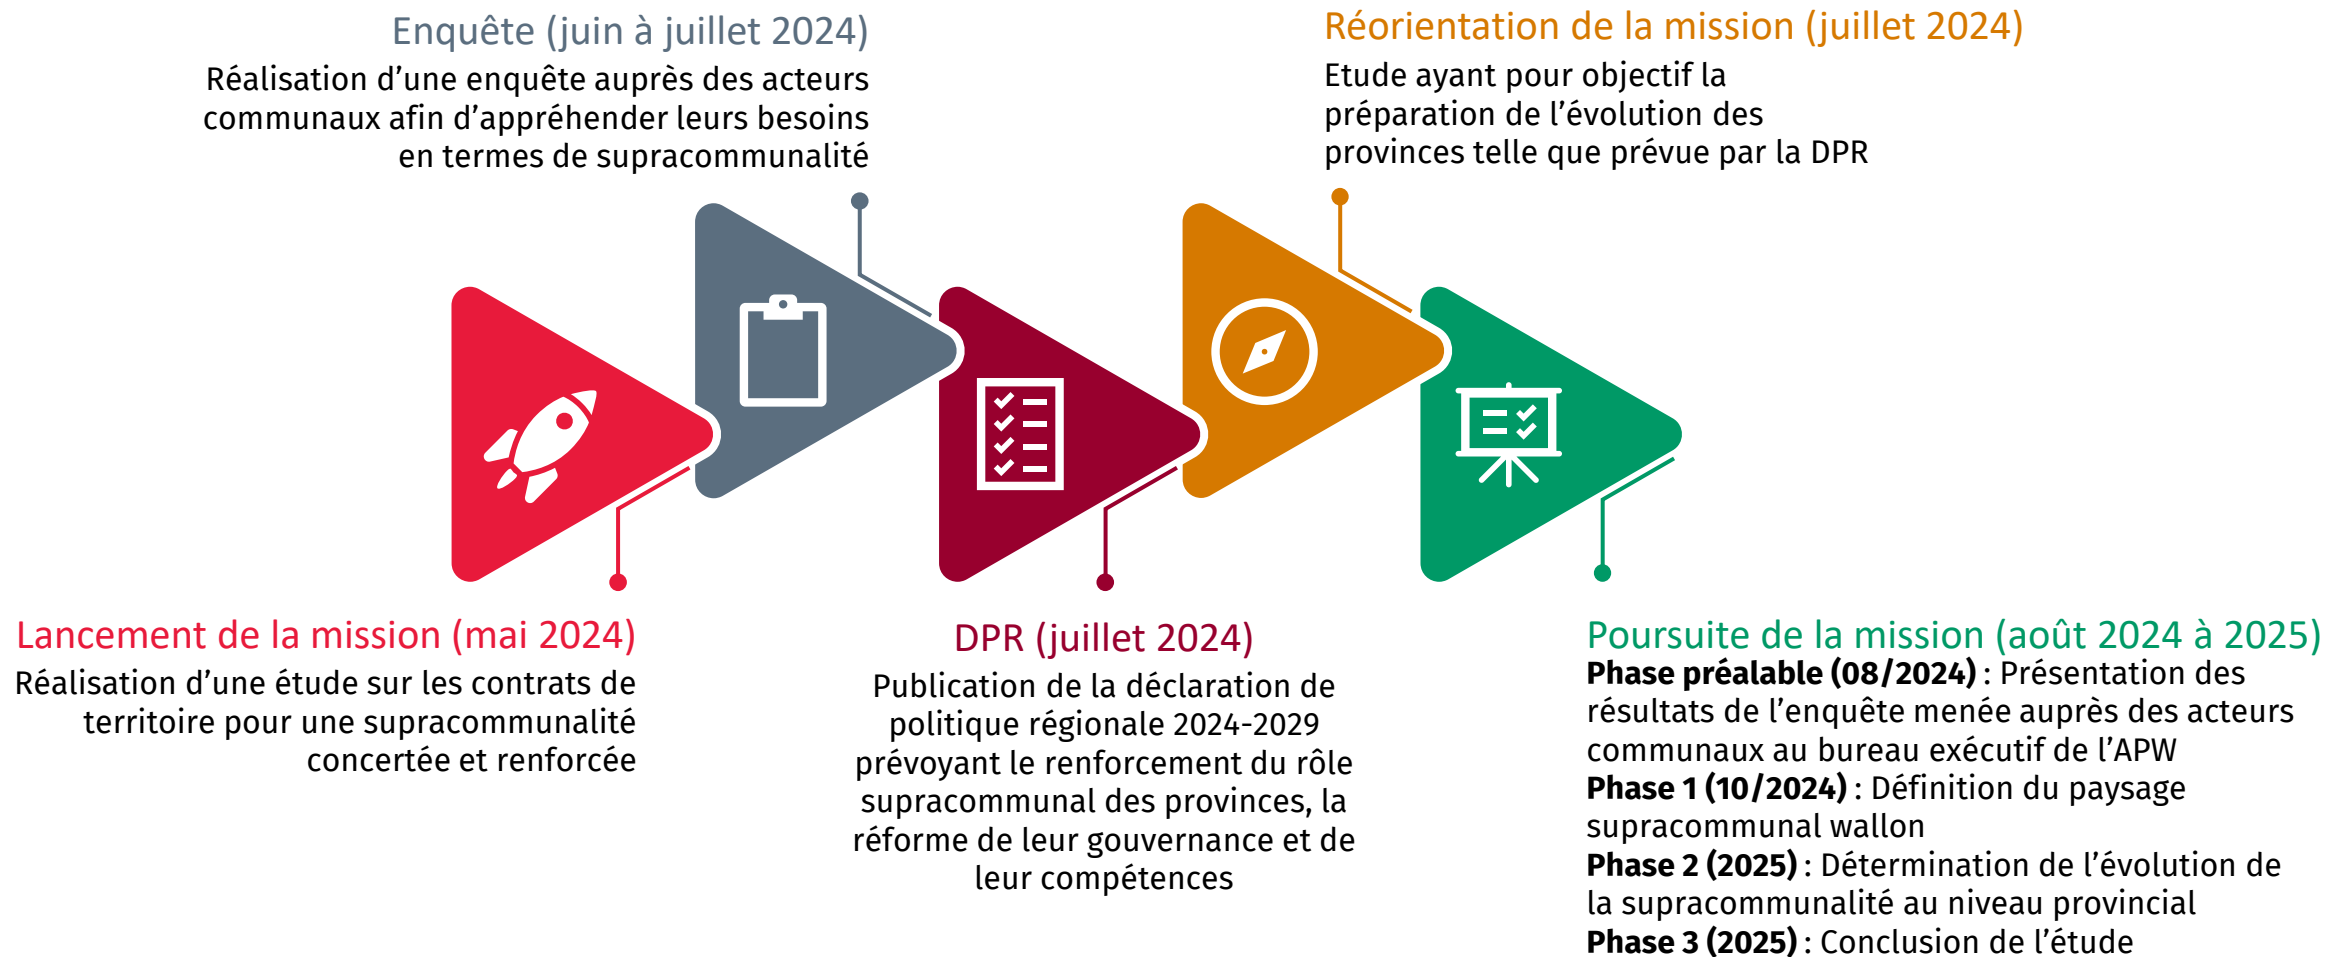 Enquête (juin à juillet 2024)
Réalisation d’une enquête auprès des acteurs
communaux afin d’appréhender leurs besoins
en termes de supracommunalité
Réorientation de la mission (juillet 2024)
Etude ayant pour objectif la
préparation de l’évolution des
provinces telle que prévue par la DPR
Lancement de la mission (mai 2024)
Réalisation d’une étude sur les contrats de
territoire pour une supracommunalité
concertée et renforcée
DPR (juillet 2024)
Publication de la déclaration de
politique régionale 2024-2029
prévoyant le renforcement du rôle
supracommunal des provinces, la
réforme de leur gouvernance et de
leur compétences
Poursuite de la mission (août 2024 à 2025)
Phase préalable (08/2024) : Présentation des
résultats de l’enquête menée auprès des acteurs
communaux au bureau exécutif de l’APW
Phase 1 (10/2024) : Définition du paysage
supracommunal wallon
Phase 2 (2025) : Détermination de l’évolution de
la supracommunalité au niveau provincial
Phase 3 (2025) : Conclusion de l’étude